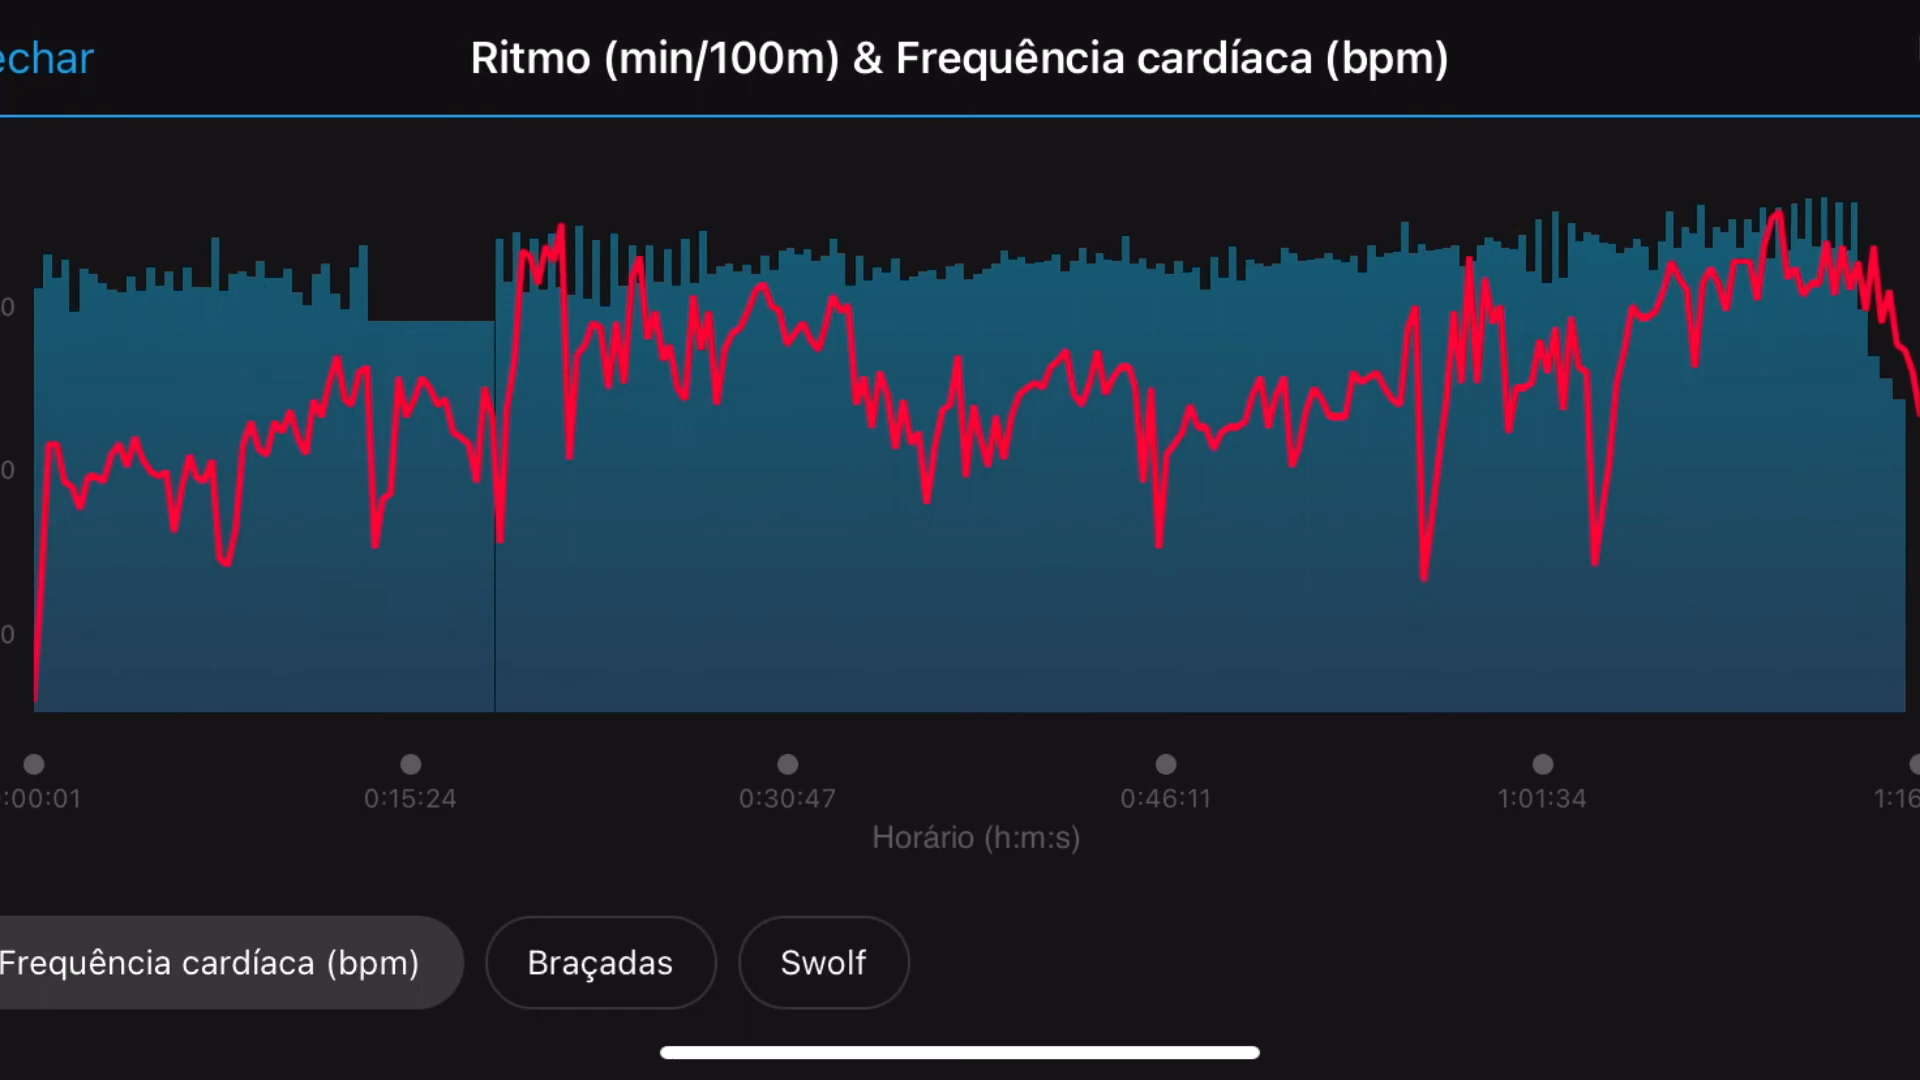 echar
Ritmo (min/100m) & Frequência cardíaca (bpm)
0
0
0
:00:01
0:15:24
0:30:47
0:46:11
1:01:34
1:16
Horário (h:m:s)
Frequência cardíaca (bpm)
Braçadas
Swolf